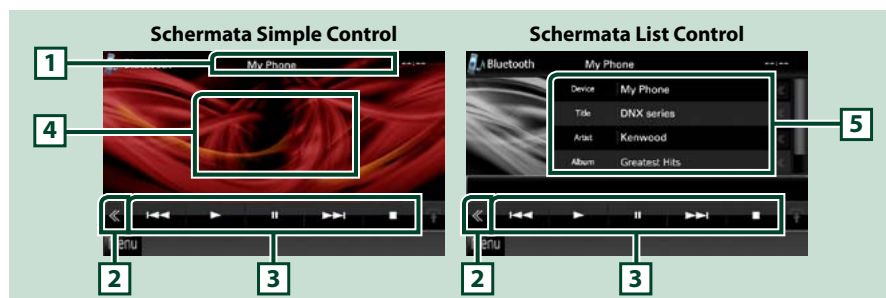 Schermata Simple Control
Schermata List Control
1
My Phone
--:--
4
2
3
Bluetooth
My Phone
--:--
Device
My Phone
Title
DNX series
Artist
Kenwood
Album
Greatest Hits
5
2
3